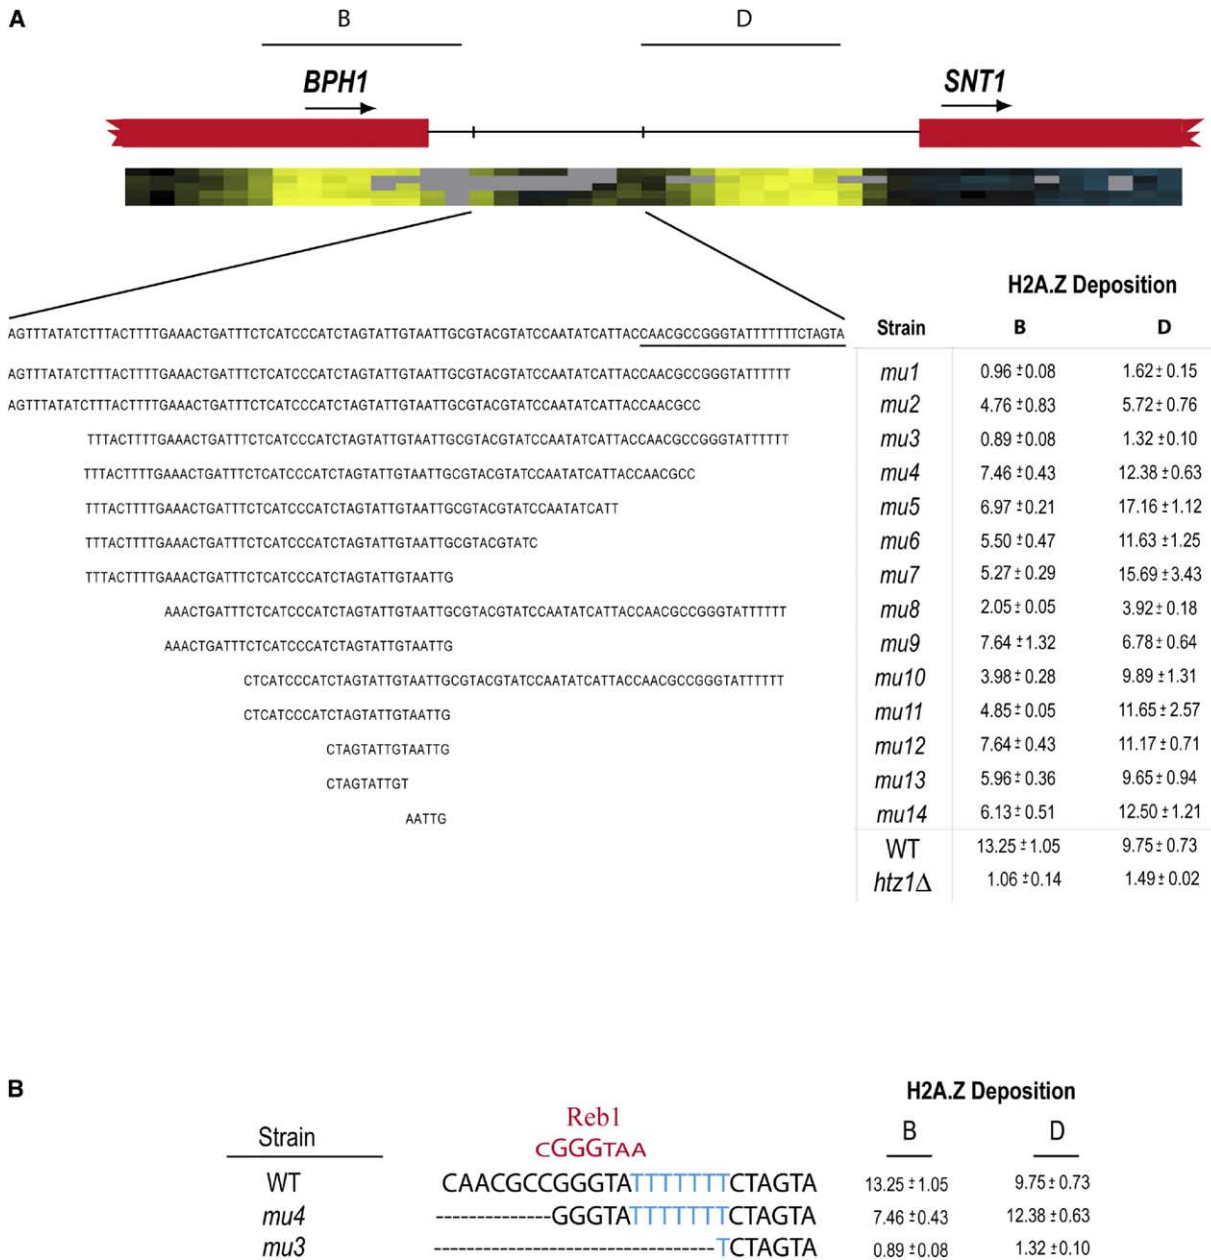 A
B
D
BPH1
SNT1
H2A.Z Deposition
AGTTTATATCTTTACTTTTGAAACTGATTTCTCATCCCATCTAGTATTGTAATTGCGTACGTATCCAATATCATTACCAACGCCGGGTATTTTTTTCTAGTA
Strain B D
AGTTTATATCTTTACTTTTGAAACTGATTTCTCATCCCATCTAGTATTGTAATTGCGTACGTATCCAATATCATTACCAACGCCGGGTATTTTTT mu1 0.96 ±0.08 1.62 ± 0.15
AGTTTATATCTTTACTTTTGAAACTGATTTCTCATCCCATCTAGTATTGTAATTGCGTACGTATCCAATATCATTACCAACGCC mu2 4.76 ±0.83 5.72 ± 0.76
TTTACTTTTGAAACTGATTTCTCATCCCATCTAGTATTGTAATTGCGTACGTATCCAATATCATTACCAACGCCGGGTATTTTTT mu3 0.89 ±0.08 1.32 ± 0.10
TTTACTTTTGAAACTGATTTCTCATCCCATCTAGTATTGTAATTGCGTACGTATCCAATATCATTACCAACGCC mu4 7.46 ±0.43 12.38 ±0.63
TTTACTTTTGAAACTGATTTCTCATCCCATCTAGTATTGTAATTGCGTACGTATCCAATATCATT mu5 6.97 ±0.21 17.16 ±1.12
TTTACTTTTGAAACTGATTTCTCATCCCATCTAGTATTGTAATTGCGTACGTATC mu6 5.50 ±0.47 11.63 ±1.25
TTTACTTTTGAAACTGATTTCTCATCCCATCTAGTATTGTAATTG mu7 5.27 ± 0.29 15.69 ±3.43
AAACTGATTTCTCATCCCATCTAGTATTGTAATTGCGTACGTATCCAATATCATTACCAACGCCGGGTATTTTTT mu8 2.05 ± 0.05 3.92 ± 0.18
AAACTGATTTCTCATCCCATCTAGTATTGTAATTG mu9 7.64 ±1.32 6.78 ± 0.64
CTCATCCCATCTAGTATTGTAATTGCGTACGTATCCAATATCATTACCAACGCCGGGTATTTTTT mu10 3.98 ± 0.28 9.89 ±1.31
CTCATCCCATCTAGTATTGTAATTG mu11 4.85 ± 0.05 11.65 ±2.57
CTAGTATTGTAATTG mu12 7.64 ± 0.43 11.17 ±0.71
CTAGTATTGT mu13 5.96 ± 0.36 9.65 ± 0.94
AATTG mu14 6.13 ± 0.51 12.50 ±1.21
WT 13.25 ±1.05 9.75 ± 0.73
htz1Δ 1.06 ±0.14 1.49 ± 0.02
B
H2A.Z Deposition
Reb1
Strain CGGGTAA B D
WT CAACGCCGGGTATTTTTTTCTAGTA 13.25 ±1.05 9.75 ± 0.73
mu4 ---------------GGGTATTTTTTTCTAGTA 7.46 ±0.43 12.38 ±0.63
mu3 ------------------------------------TCTAGTA 0.89 ±0.08 1.32 ± 0.10